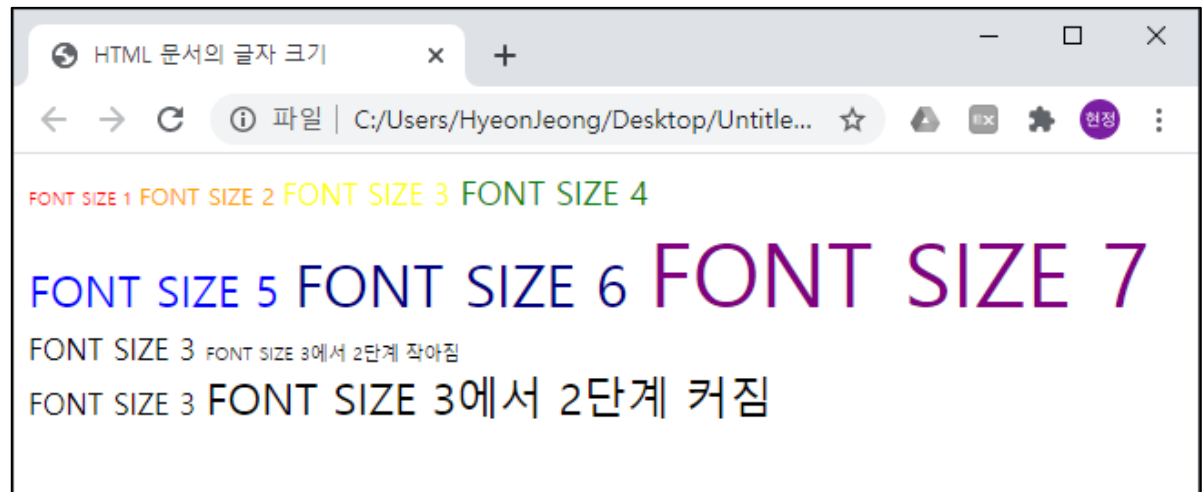 HTML 문서의 글자 크기
파일 | C:/Users/HyeonJeong/Desktop/Untitle... EX 현정
FONT SIZE 1 FONT SIZE 2 FONT SIZE 3 FONT SIZE 4
FONT SIZE 5 FONT SIZE 6 FONT SIZE 7
FONT SIZE 3 FONT SIZE 3에서 2단계 작아짐
FONT SIZE 3 FONT SIZE 3에서 2단계 커짐